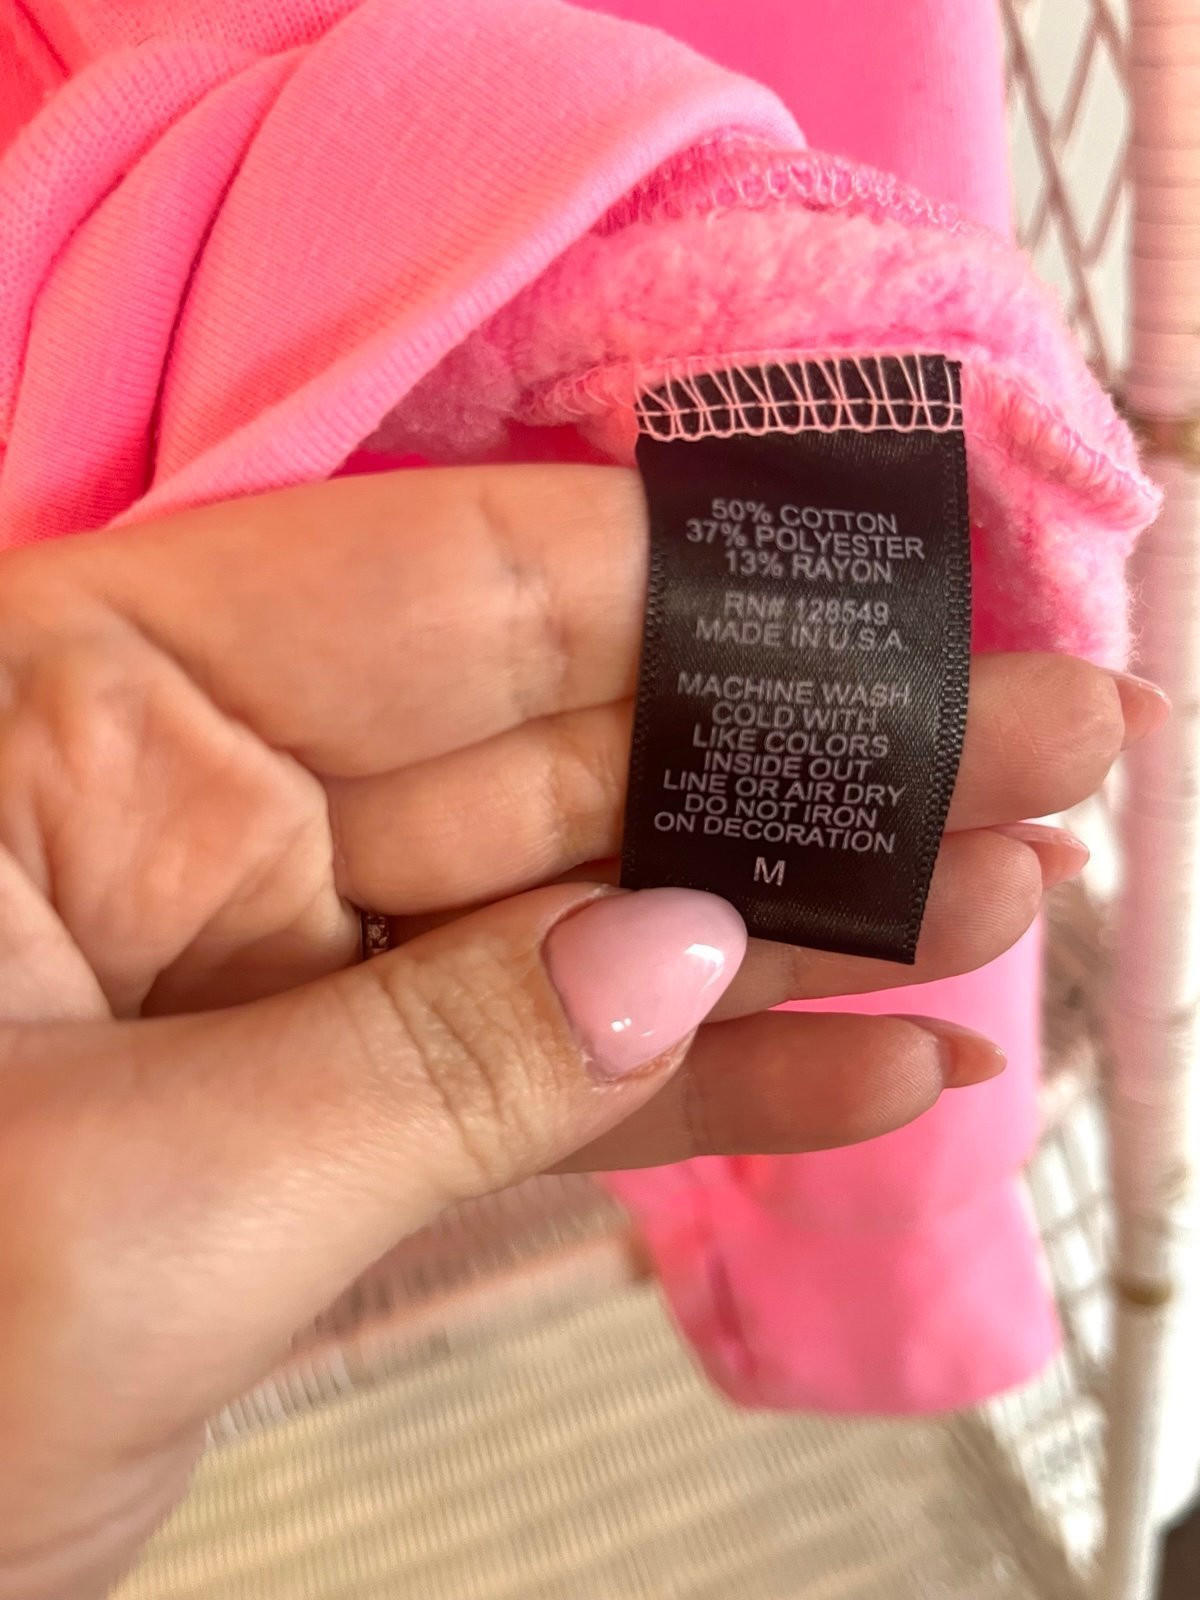 50% COTTON
37% POLYESTER
13% RAYON
RN# 128549
MADE IN U.S.A
MACHINE WASH
COLD WITH
LIKE COLORS
INSIDE OUT
LINE OR AIR DRY
DO NOT IRON
ON DECORATION
M